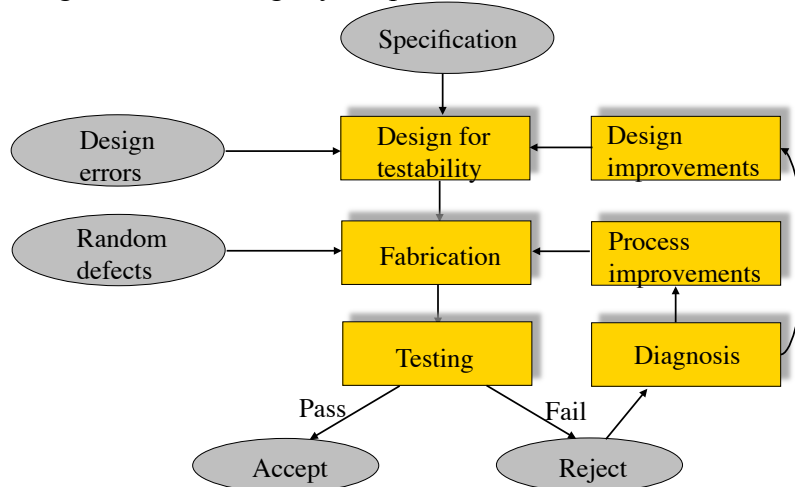 Specification
Design
errors
Design for
testability
Design
improvements
Random
defects
Fabrication
Process
improvements
Testing
Diagnosis
Pass
Fail
Accept
Reject